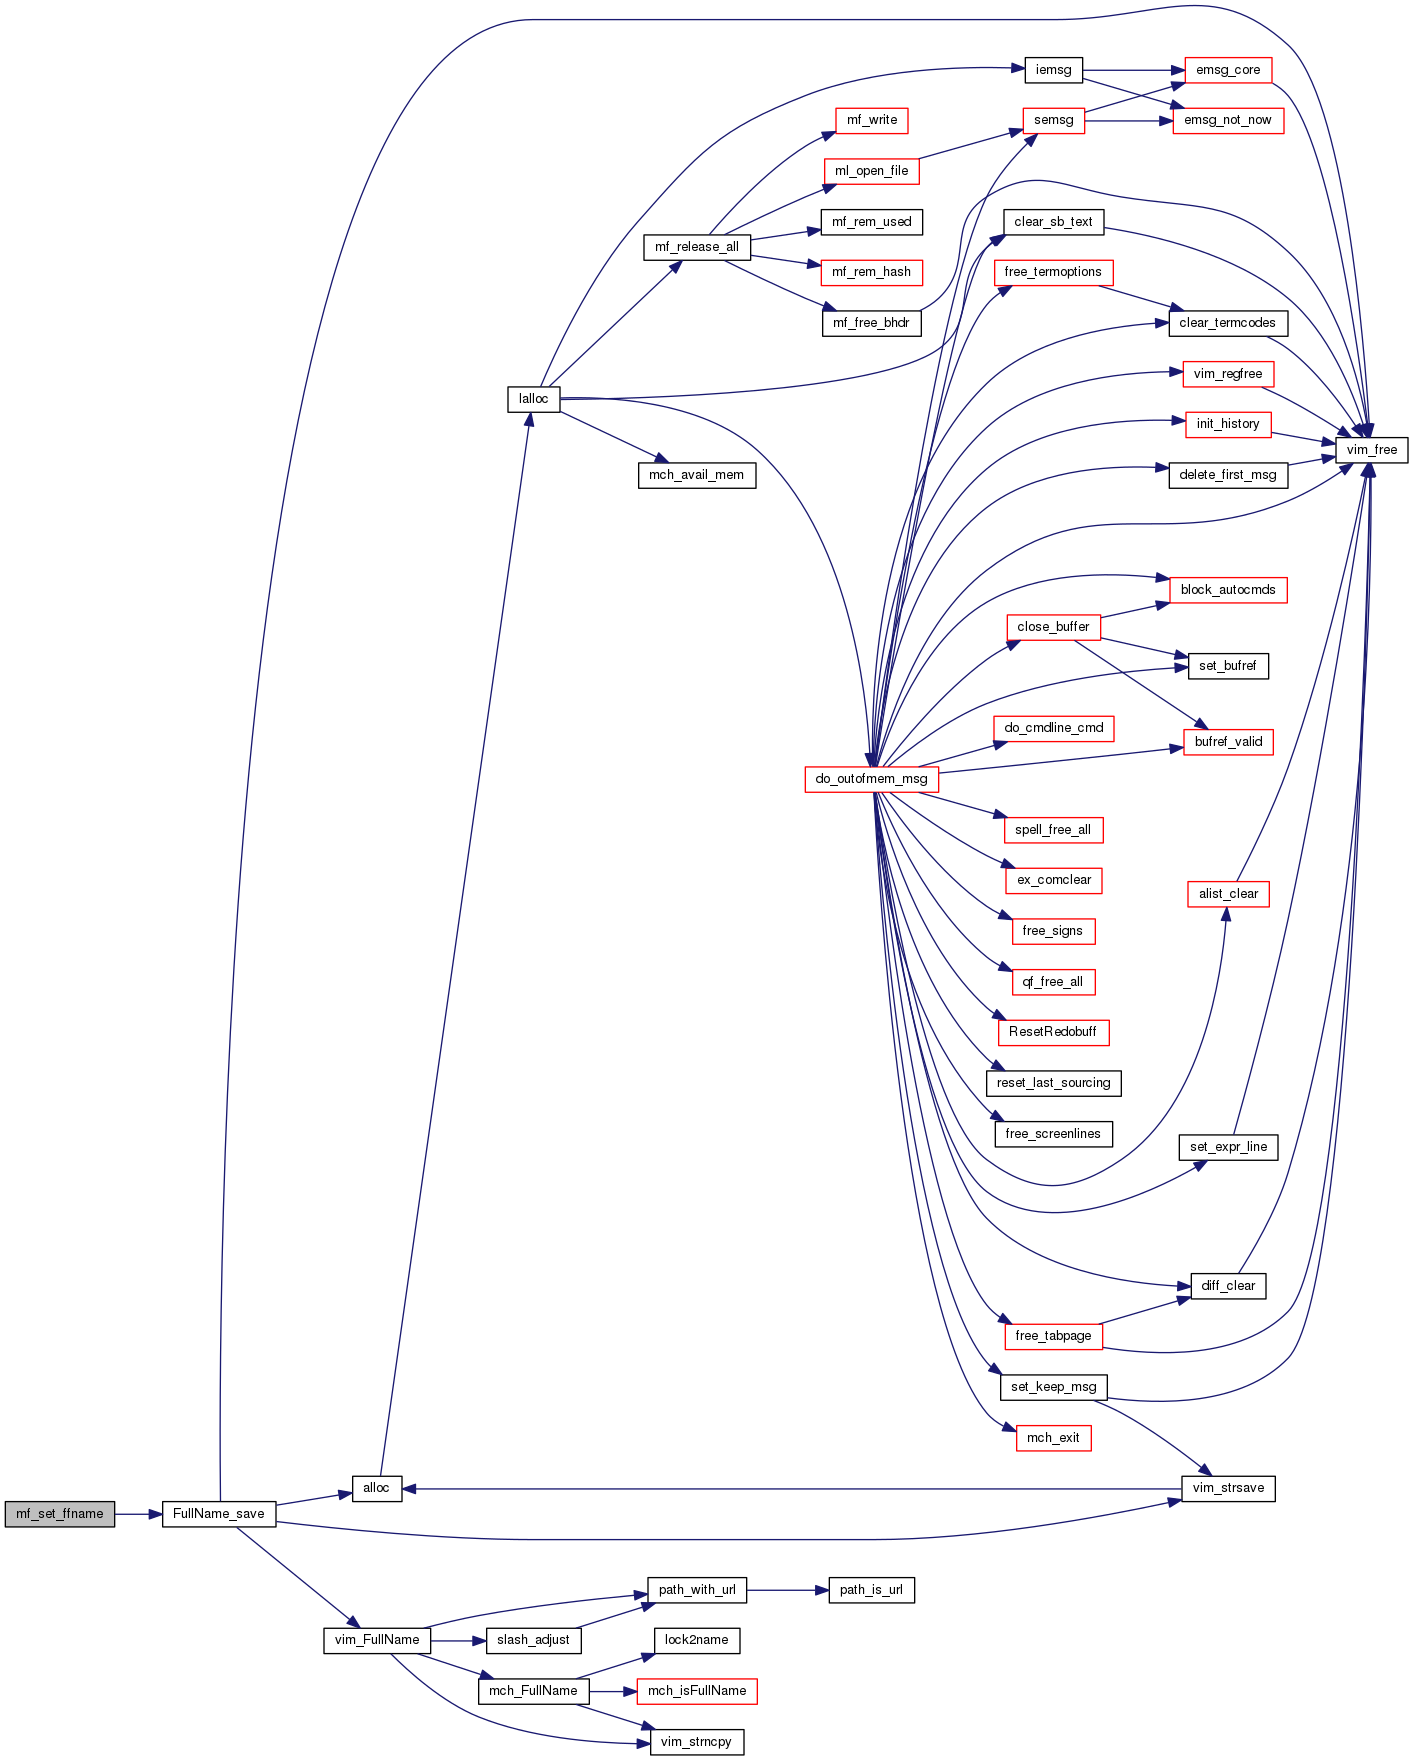 iemsg
emsg_core
mf_write
semsg
emsg_not_now
ml_open_file
mf_rem_used
clear_sb_text
mf_release_all
mf_rem_hash
free_termoptions
mf_free_bhdr
clear_termcodes
vim_regfree
lalloc
init_history
vim_free
mch_avail_mem
delete_first_msg
block_autocmds
close_buffer
set_bufref
do_cmdline_cmd
bufref_valid
do_outofmem_msg
spell_free_all
ex_comclear
alist_clear
free_signs
qf_free_all
ResetRedobuff
reset_last_sourcing
free_screenlines
set_expr_line
diff_clear
free_tabpage
set_keep_msg
mch_exit
alloc
vim_strsave
mf_set_ffname
FullName_save
path_with_url
path_is_url
vim_FullName
slash_adjust
lock2name
mch_FullName
mch_isFullName
vim_strncpy